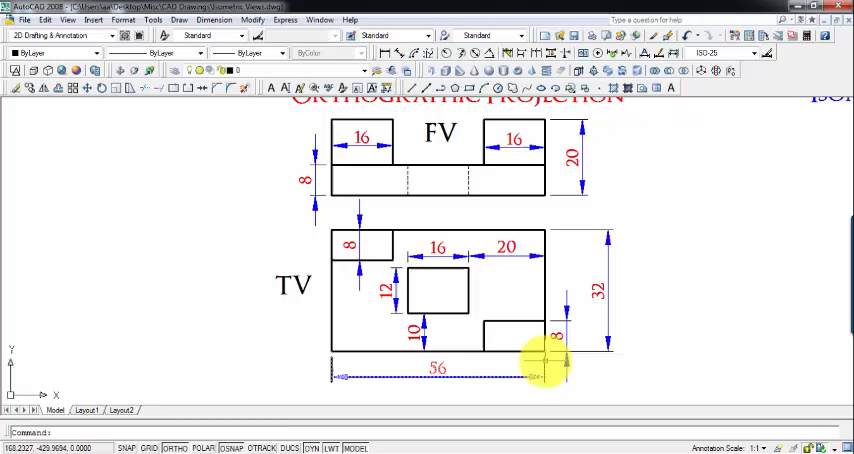 AutoCAD 2008 - [C:\Users\aa\Desktop\Misc\CAD Drawings\Isometric Views.dwg]
File Edit Insert Format Tools Draw Dimension Modify Express Window Help
Type a question for help
2D Drafting & Annotation Standard Standard Standard
ByLayer ByLayer ByLayer ByColor ISO-25
0
ORTHOGRAPHIC PROJECTION
FV
16
16
20
8
8
16
20
TV
12
32
10
8
56
Y
X
Model Layout1 Layout2
Command:
168.2327, -429.9694, 0.0000 SNAP GRID ORTHO POLAR OSNAP OTRACK DUCS DYN LWT MODEL Annotation Scale: 1:1